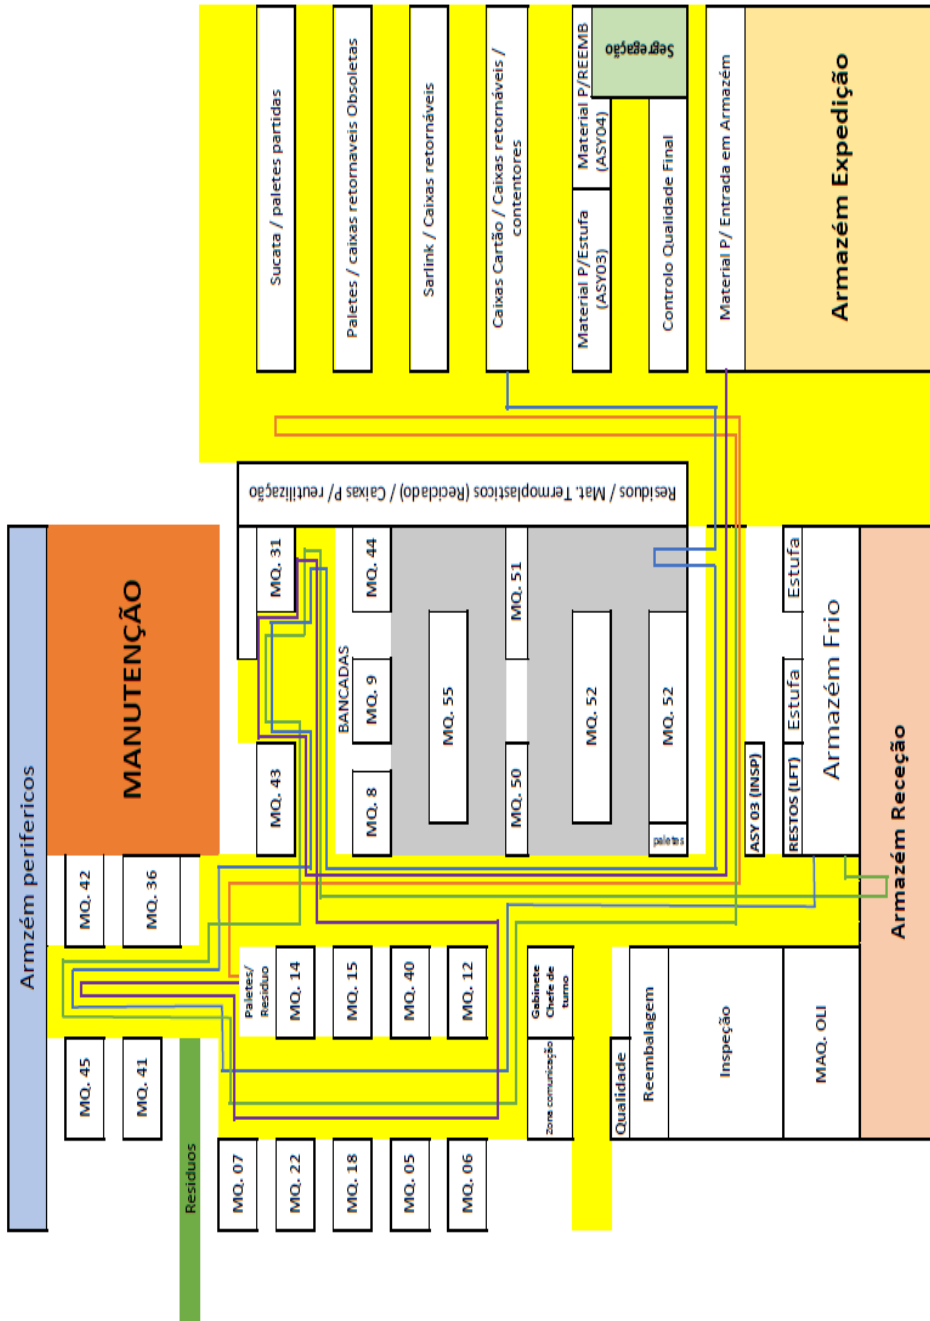 Armzém perifericos
MQ. 45
MQ. 42
MANUTENÇÃO
MQ. 41
MQ. 36
Residuos
MQ. 07
Paletes/
Residuo
MQ. 22
MQ. 14
MQ. 43
MQ. 31
Sucata / paletes partidas
MQ. 18
MQ. 15
BANCADAS
MQ. 8
MQ. 9
MQ. 44
Paletes / caixas retornaveis Obsoletas
MQ. 05
MQ. 40
MQ. 55
Sarlink / Caixas retornáveis
MQ. 06
MQ. 12
MQ. 50
MQ. 51
Residuos / Mat. Termoplasticos (Reciclado) / Caixas P/ reutilização
Caixas Cartão / Caixas retornáveis /
contentores
Zona comunicação
Gabinete
Chefe de
turno
MQ. 52
Material P/Estufa
(ASY03)
Material P/REEMB
(ASY04)
Segregação
Qualidade
Reembalagem
paletes
MQ. 52
Controlo Qualidade Final
Inspeção
Material P/ Entrada em Armazém
ASY 03 (INSP)
RESTOS (LFT)
Estufa
Estufa
MAQ. OLI
Armazém Frio
Armazém Expedição
Armazém Receção